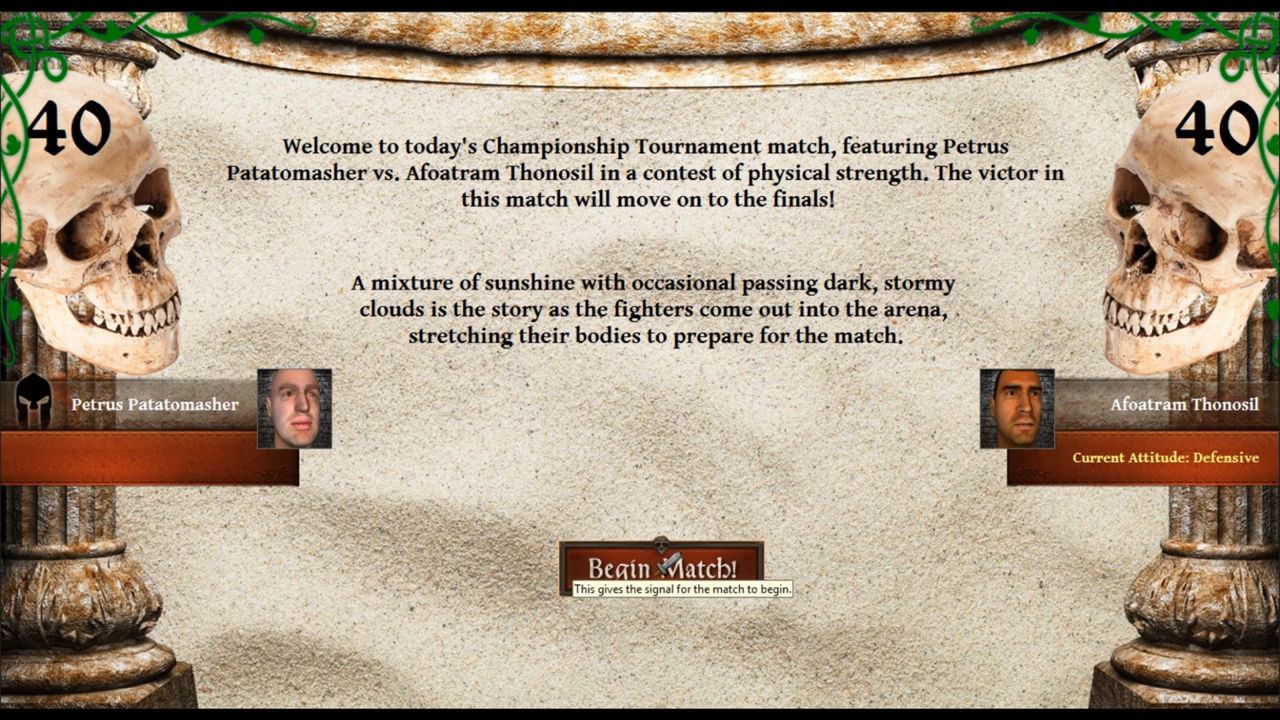 40
40
Welcome to today's Championship Tournament match, featuring Petrus
Patatomasher vs. Afoatram Thonosil in a contest of physical strength. The victor in
this match will move on to the finals!
A mixture of sunshine with occasional passing dark, stormy
clouds is the story as the fighters come out into the arena,
stretching their bodies to prepare for the match.
Petrus Patatomasher
Afoatram Thonosil
Current Attitude: Defensive
Begin Match!
This gives the signal for the match to begin.